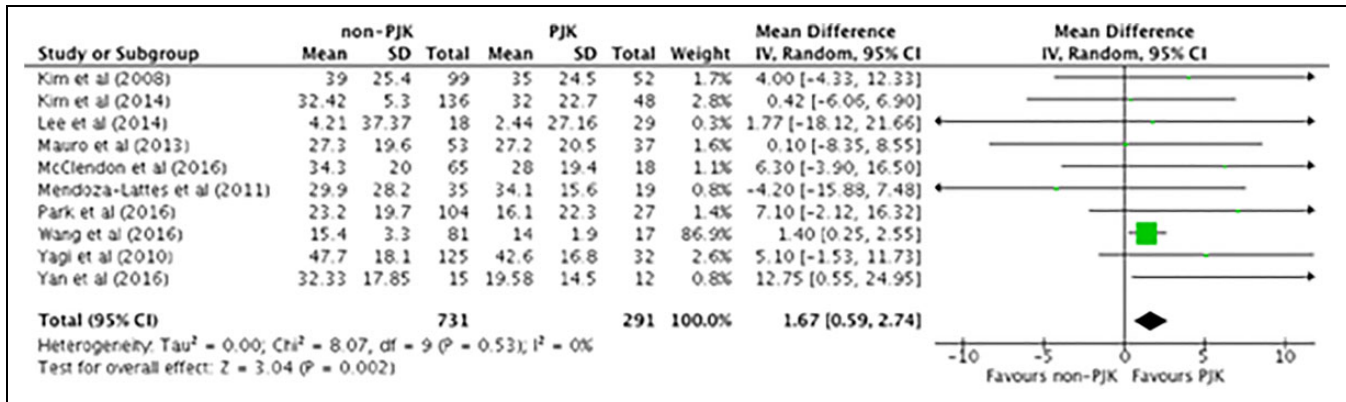 non-PJK PJK Mean Difference Mean Difference
Study or Subgroup Mean SD Total Mean SD Total Weight IV, Random, 95% CI IV, Random, 95% CI
Kim et al (2008) 39 25.4 99 35 24.5 52 1.7% 4.00 [-4.33, 12.33]
Kim et al (2014) 32.42 5.3 136 32 22.7 48 2.8% 0.42 [-6.06, 6.90]
Lee et al (2014) 4.21 37.37 18 2.44 27.16 29 0.3% 1.77 [-18.12, 21.66]
Mauro et al (2013) 27.3 19.6 53 27.2 20.5 37 1.6% 0.10 [-8.35, 8.55]
McClendon et al (2016) 34.3 20 65 28 19.4 18 1.1% 6.30 [-3.90, 16.50]
Mendoza-Lattes et al (2011) 29.9 28.2 35 34.1 15.6 19 0.8% -4.20 [-15.88, 7.48]
Park et al (2016) 23.2 19.7 104 16.1 22.3 27 1.4% 7.10 [-2.12, 16.32]
Wang et al (2016) 15.4 3.3 81 14 1.9 17 86.9% 1.40 [0.25, 2.55]
Yagi et al (2010) 47.7 18.1 125 42.6 16.8 32 2.6% 5.10 [-1.53, 11.73]
Yan et al (2016) 32.33 17.85 15 19.58 14.5 12 0.8% 12.75 [0.55, 24.95]
Total (95% CI) 731 291 100.0% 1.67 [0.59, 2.74]
Heterogeneity: Tau² = 0.00; Chi² = 8.07, df = 9 (P = 0.53); I² = 0%
Test for overall effect: Z = 3.04 (P = 0.002)
-10 -5 0 5 10
Favours non-PJK Favours PJK